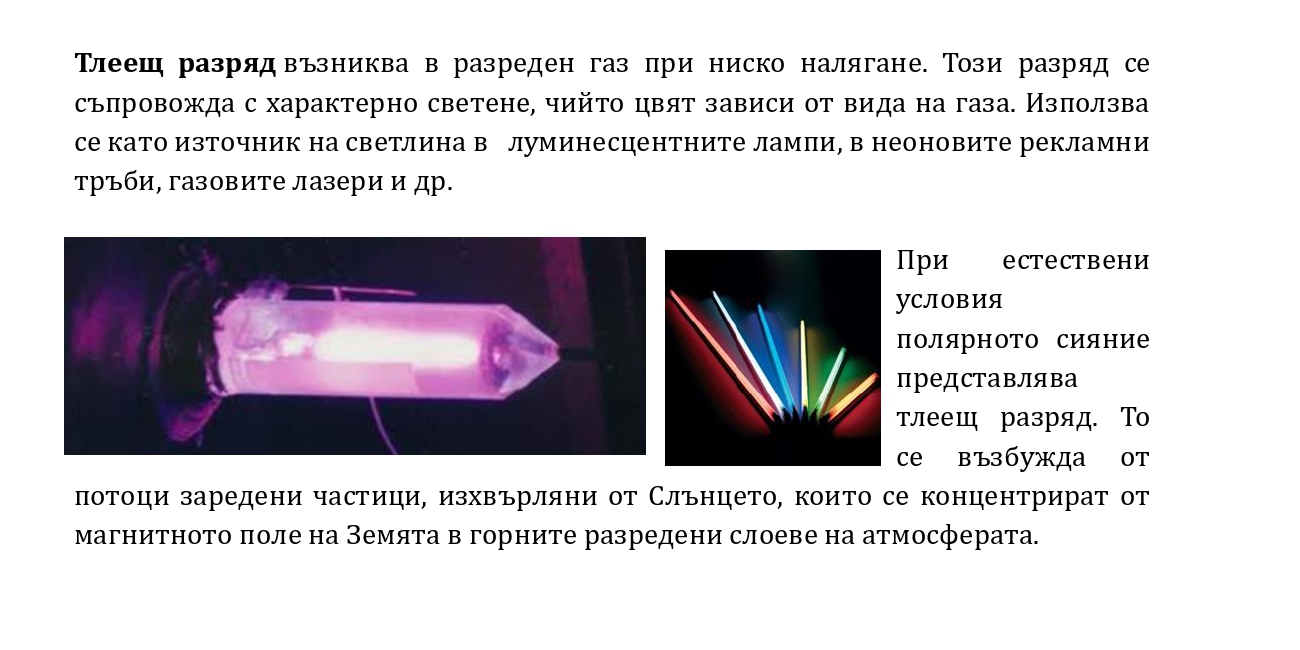 Тлеещ разряд възниква в разреден газ при ниско налягане. Този разряд се
съпровожда с характерно светене, чийто цвят зависи от вида на газа. Използва
се като източник на светлина в луминесцентните лампи, в неоновите рекламни
тръби, газовите лазери и др.
При естествени
условия
полярното сияние
представлява
тлеещ разряд. То
се възбужда от
потоци заредени частици, изхвърляни от Слънцето, които се концентрират от
магнитното поле на Земята в горните разредени слоеве на атмосферата.